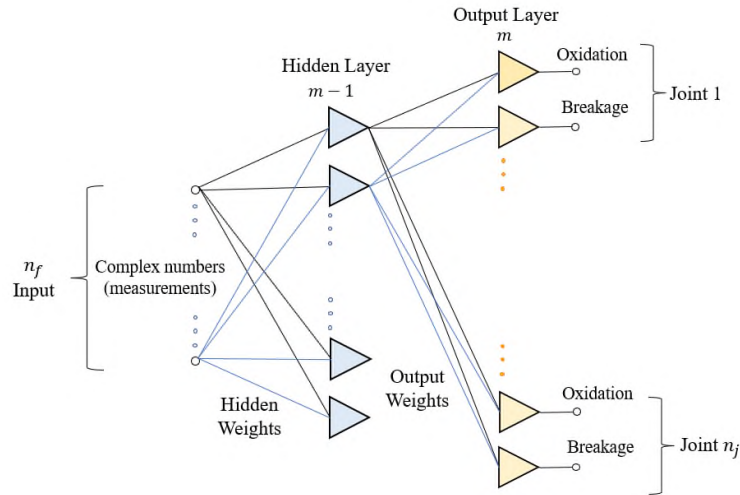 Output Layer
m
Oxidation
Hidden Layer
m − 1
Joint 1
Breakage
n_f
Input
Complex numbers
(measurements)
Hidden
Weights
Output
Weights
Oxidation
Breakage
Joint n_j